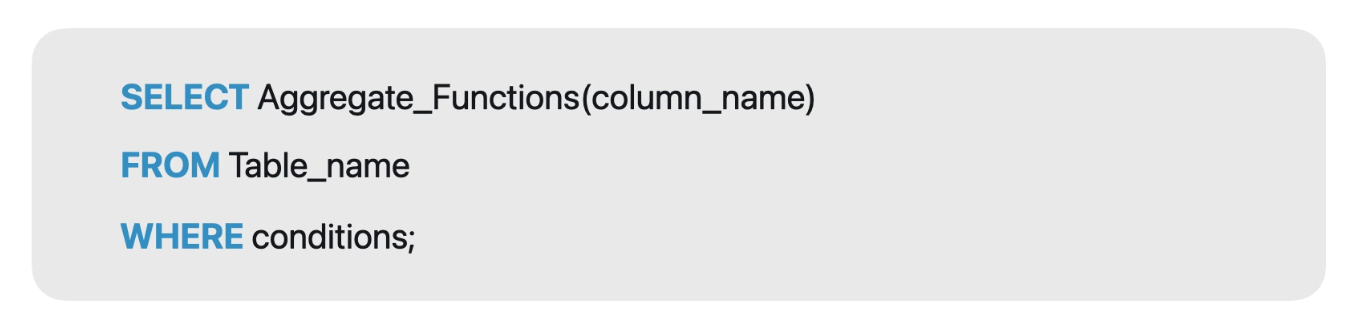 SELECT Aggregate_Functions(column_name)
FROM Table_name
WHERE conditions;